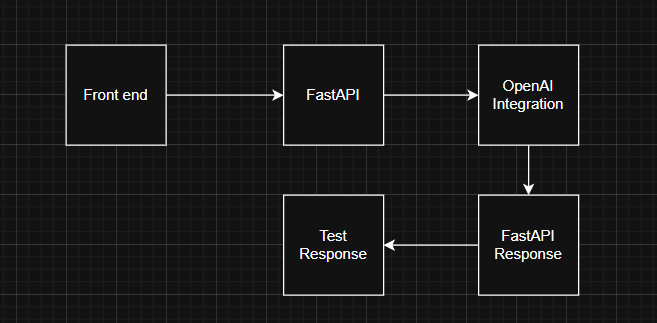 Front end
FastAPI
OpenAI
Integration
Test
Response
FastAPI
Response